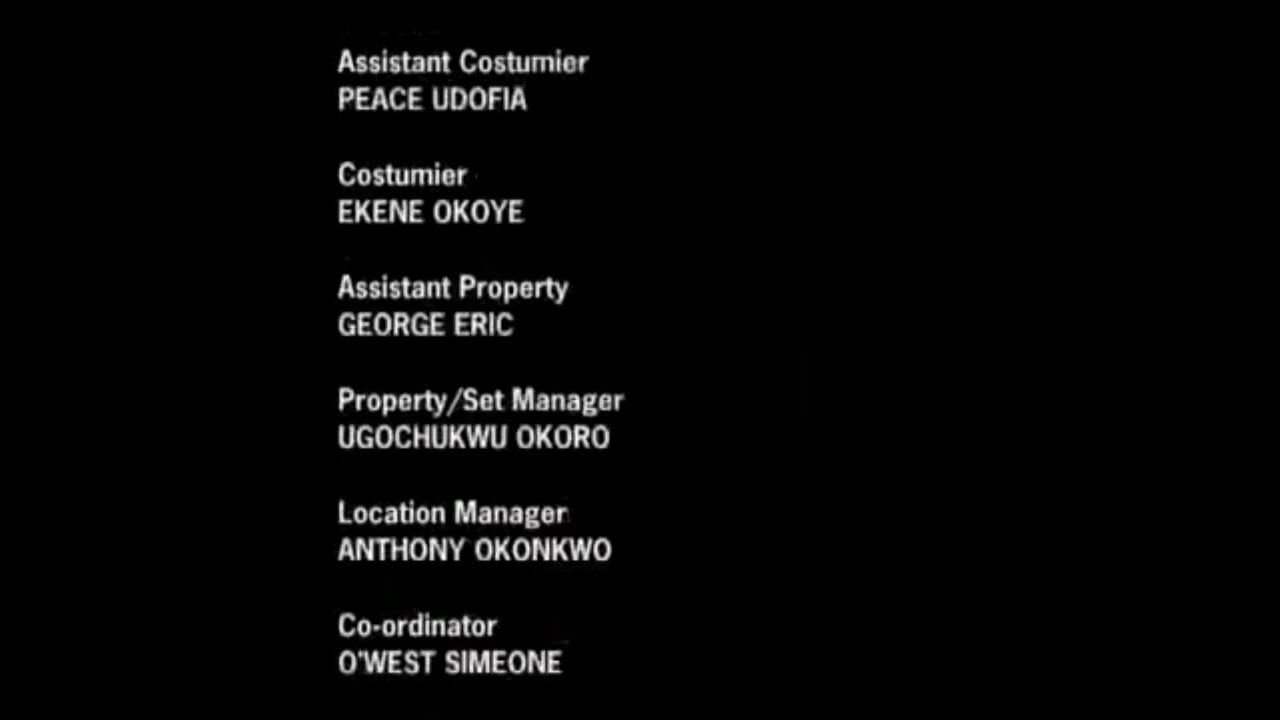 Assistant Costumier
PEACE UDOFIA
Costumier
EKENE OKOYE
Assistant Property
GEORGE ERIC
Property/Set Manager
UGOCHUKWU OKORO
Location Manager
ANTHONY OKONKWO
Co-ordinator
O'WEST SIMEONE